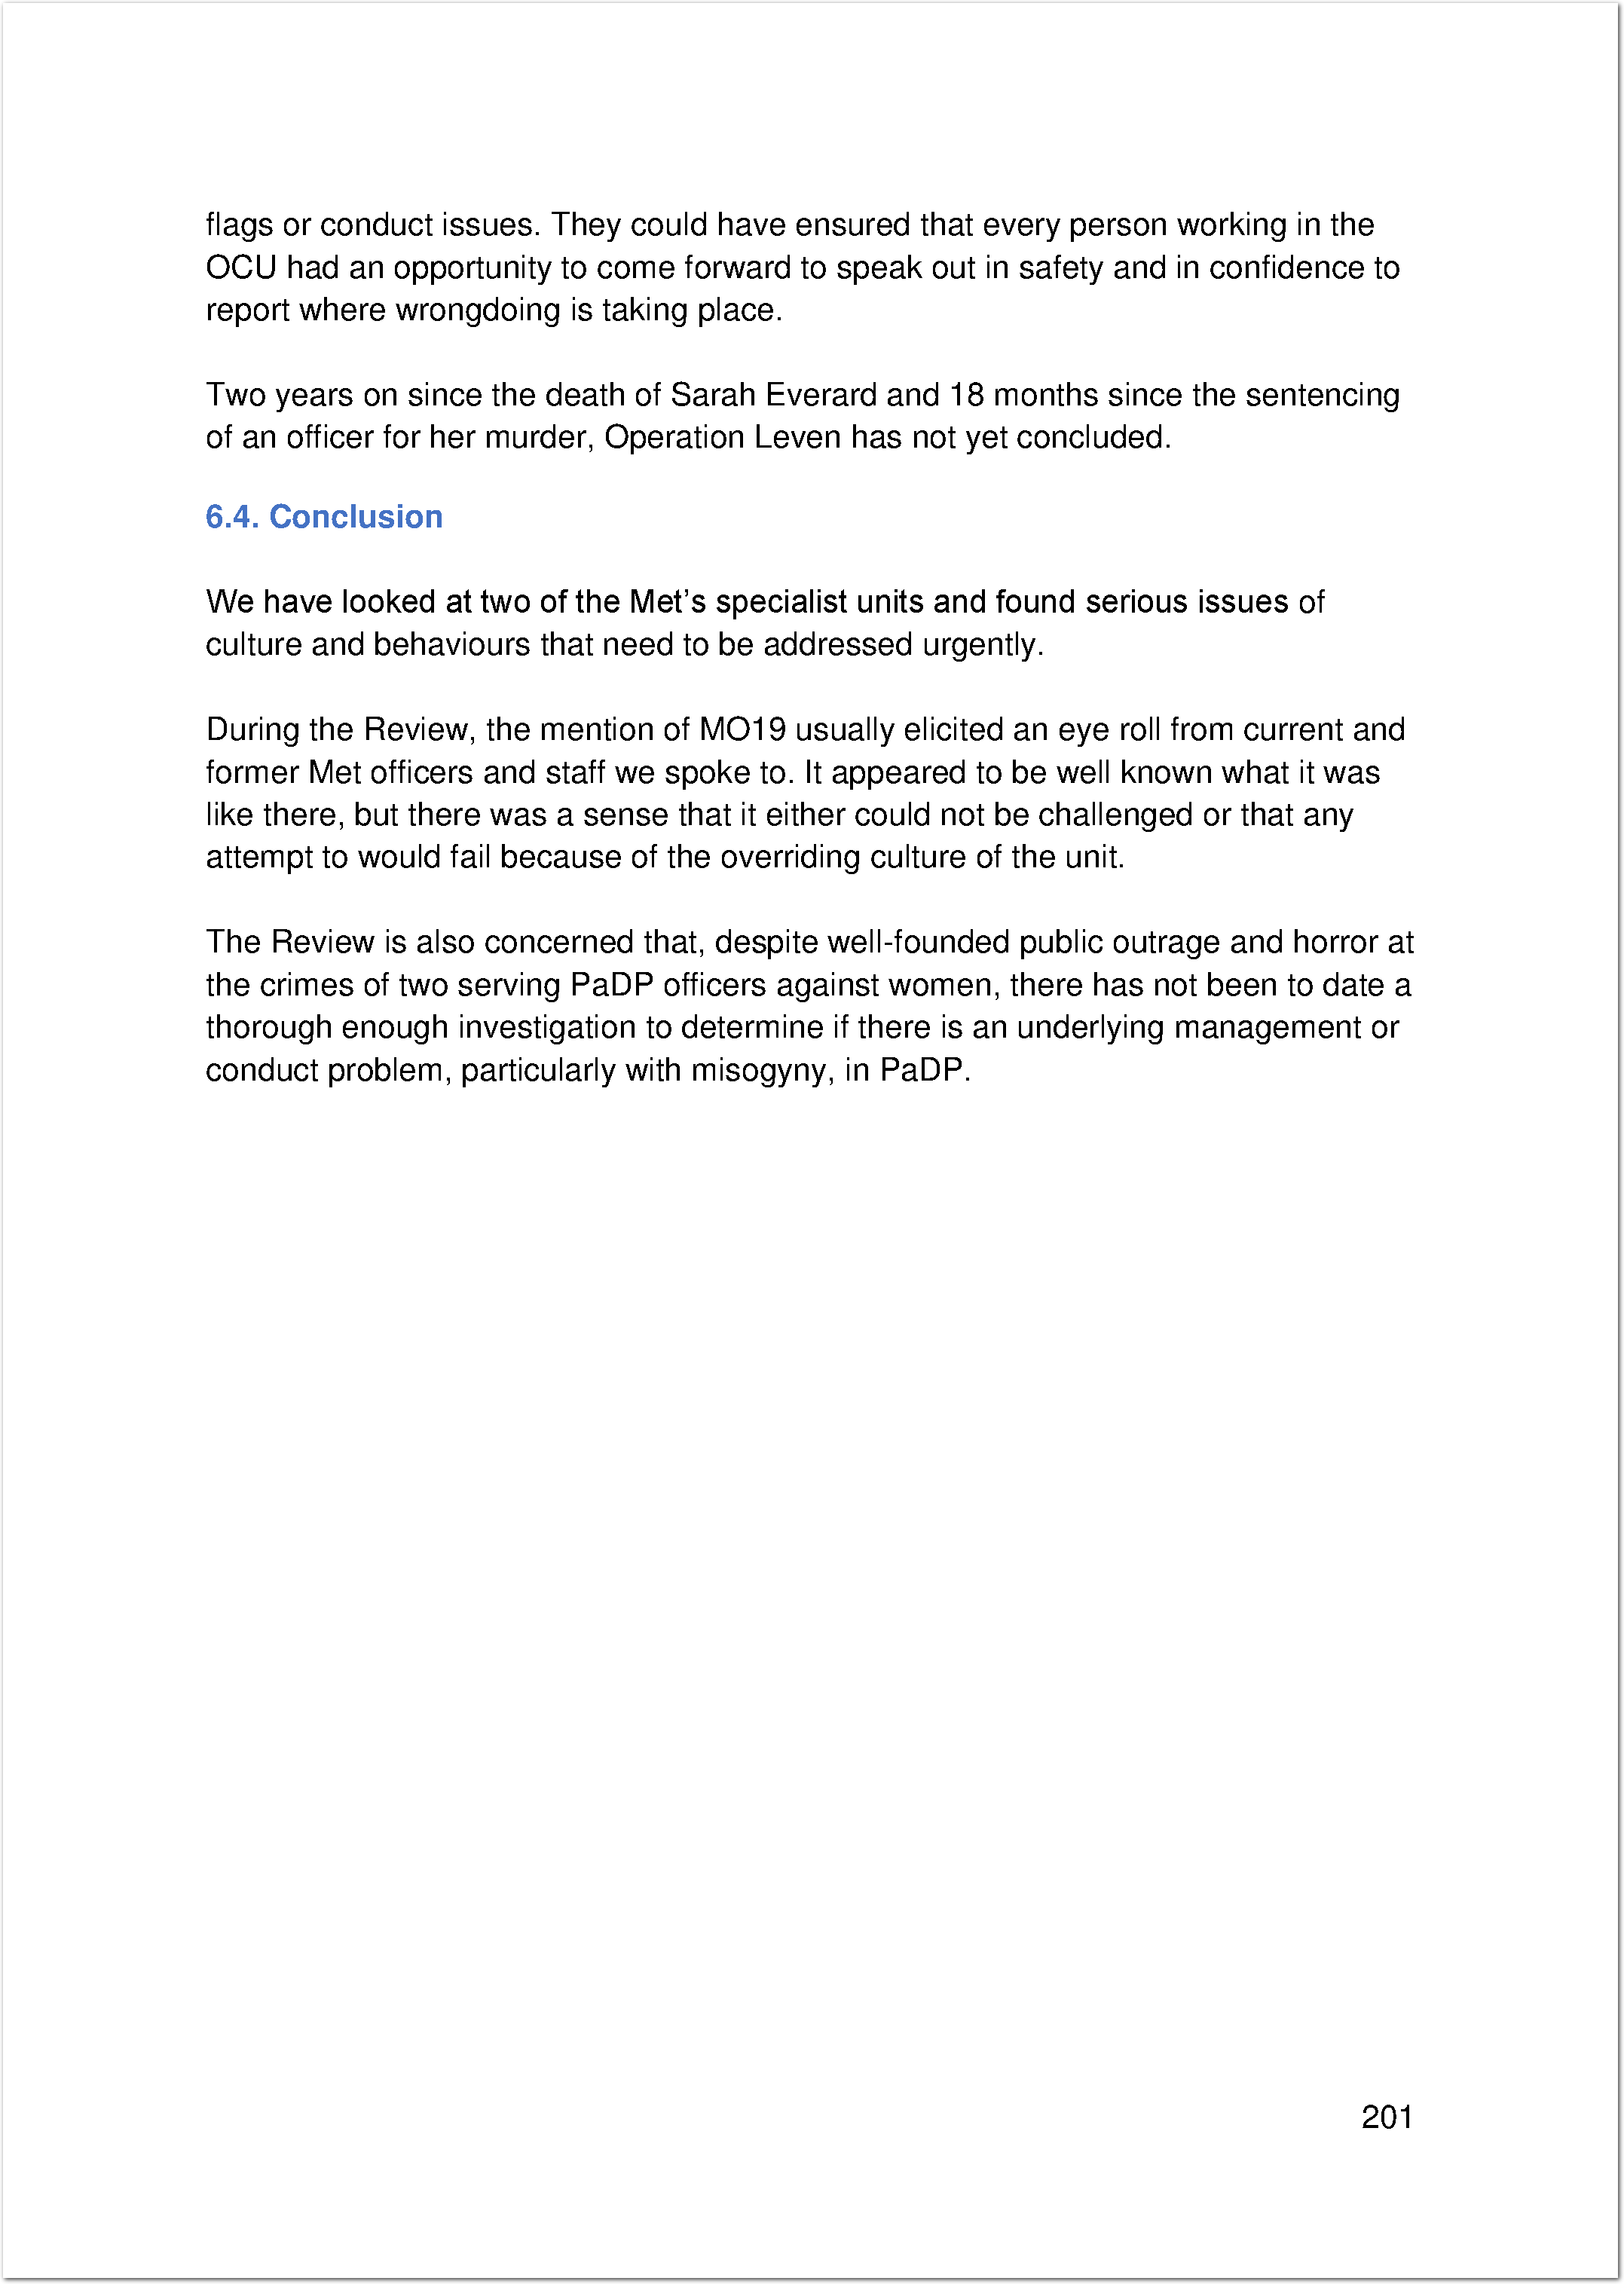 flags or conduct issues. They could have ensured that every person working in the
OCU had an opportunity to come forward to speak out in safety and in confidence to
report where wrongdoing is taking place.
Two years on since the death of Sarah Everard and 18 months since the sentencing
of an officer for her murder, Operation Leven has not yet concluded.
6.4. Conclusion
We have looked at two of the Met’s specialist units and found serious issues of
culture and behaviours that need to be addressed urgently.
During the Review, the mention of MO19 usually elicited an eye roll from current and
former Met officers and staff we spoke to. It appeared to be well known what it was
like there, but there was a sense that it either could not be challenged or that any
attempt to would fail because of the overriding culture of the unit.
The Review is also concerned that, despite well-founded public outrage and horror at
the crimes of two serving PaDP officers against women, there has not been to date a
thorough enough investigation to determine if there is an underlying management or
conduct problem, particularly with misogyny, in PaDP.
201